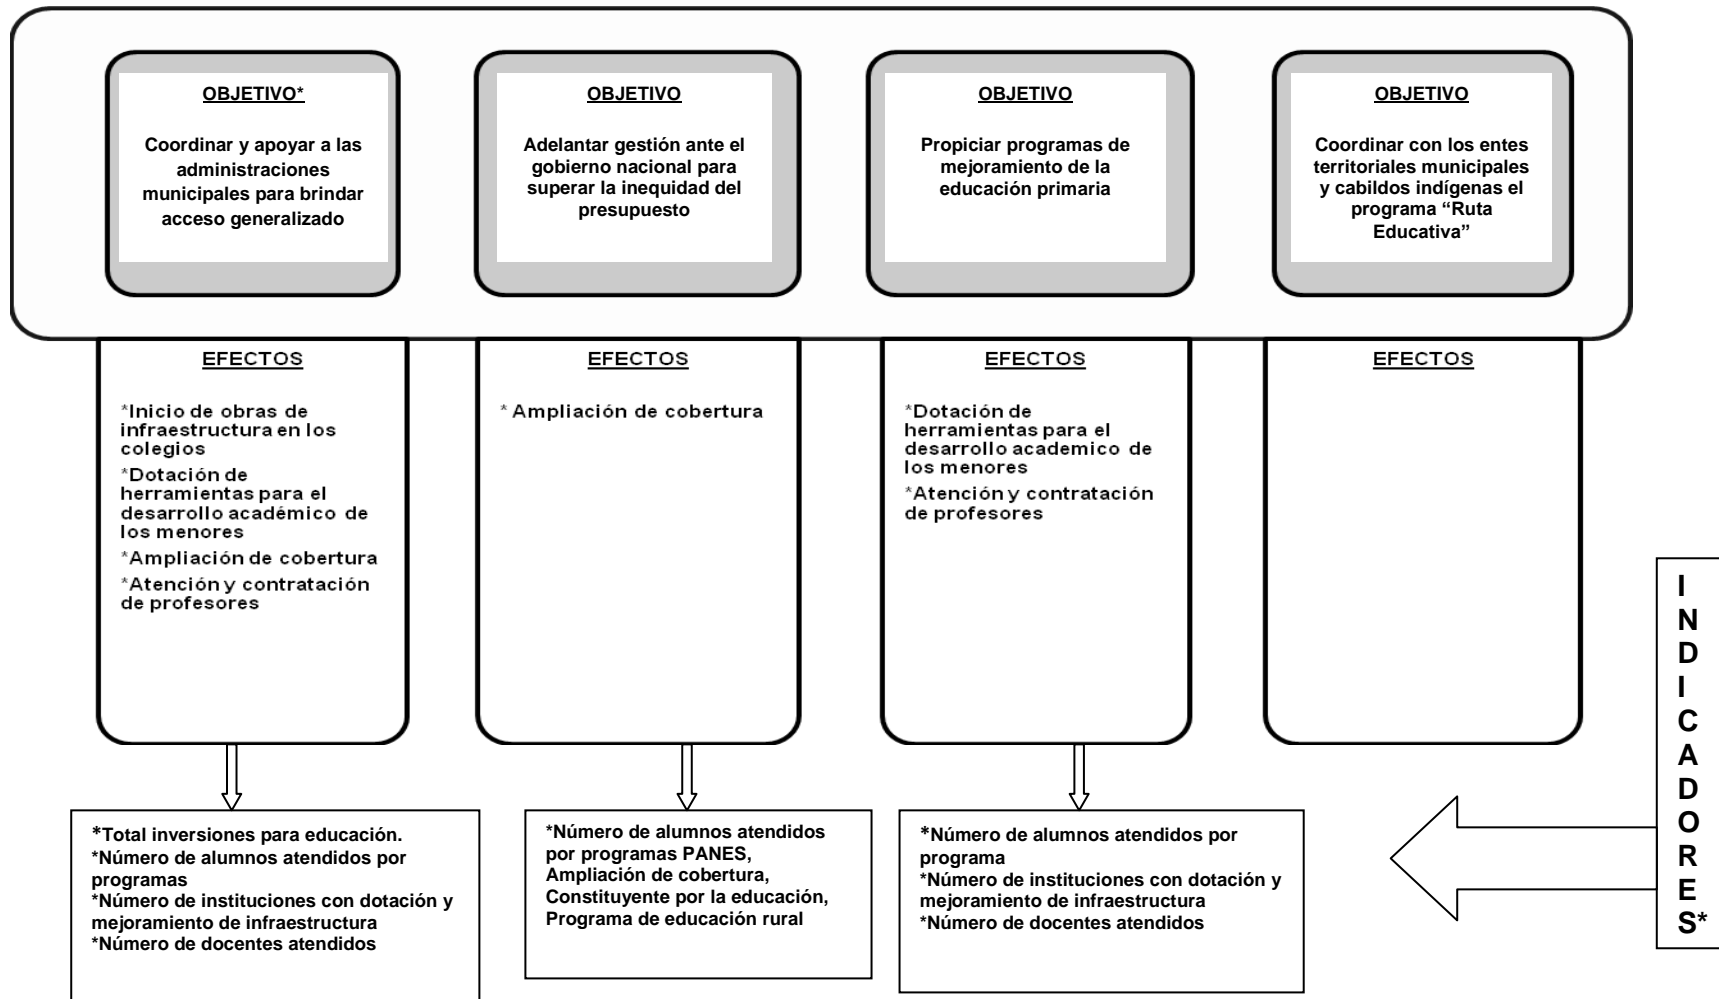 OBJETIVO*
Coordinar y apoyar a las
administraciones
municipales para brindar
acceso generalizado
OBJETIVO
Adelantar gestión ante el
gobierno nacional para
superar la inequidad del
presupuesto
OBJETIVO
Propiciar programas de
mejoramiento de la
educación primaria
OBJETIVO
Coordinar con los entes
territoriales municipales
y cabildos indígenas el
programa “Ruta
Educativa”
EFECTOS
*Inicio de obras de
infraestructura en los
colegios
*Dotación de
herramientas para el
desarrollo académico de
los menores
*Ampliación de cobertura
*Atención y contratación
de profesores
EFECTOS
* Ampliación de cobertura
EFECTOS
*Dotación de
herramientas para el
desarrollo academico de
los menores
*Atención y contratación
de profesores
EFECTOS
*Total inversiones para educación.
*Número de alumnos atendidos por
programas
*Número de instituciones con dotación y
mejoramiento de infraestructura
*Número de docentes atendidos
*Número de alumnos atendidos
por programas PANES,
Ampliación de cobertura,
Constituyente por la educación,
Programa de educación rural
*Número de alumnos atendidos por
programa
*Número de instituciones con dotación y
mejoramiento de infraestructura
*Número de docentes atendidos
I
N
D
I
C
A
D
O
R
E
S*